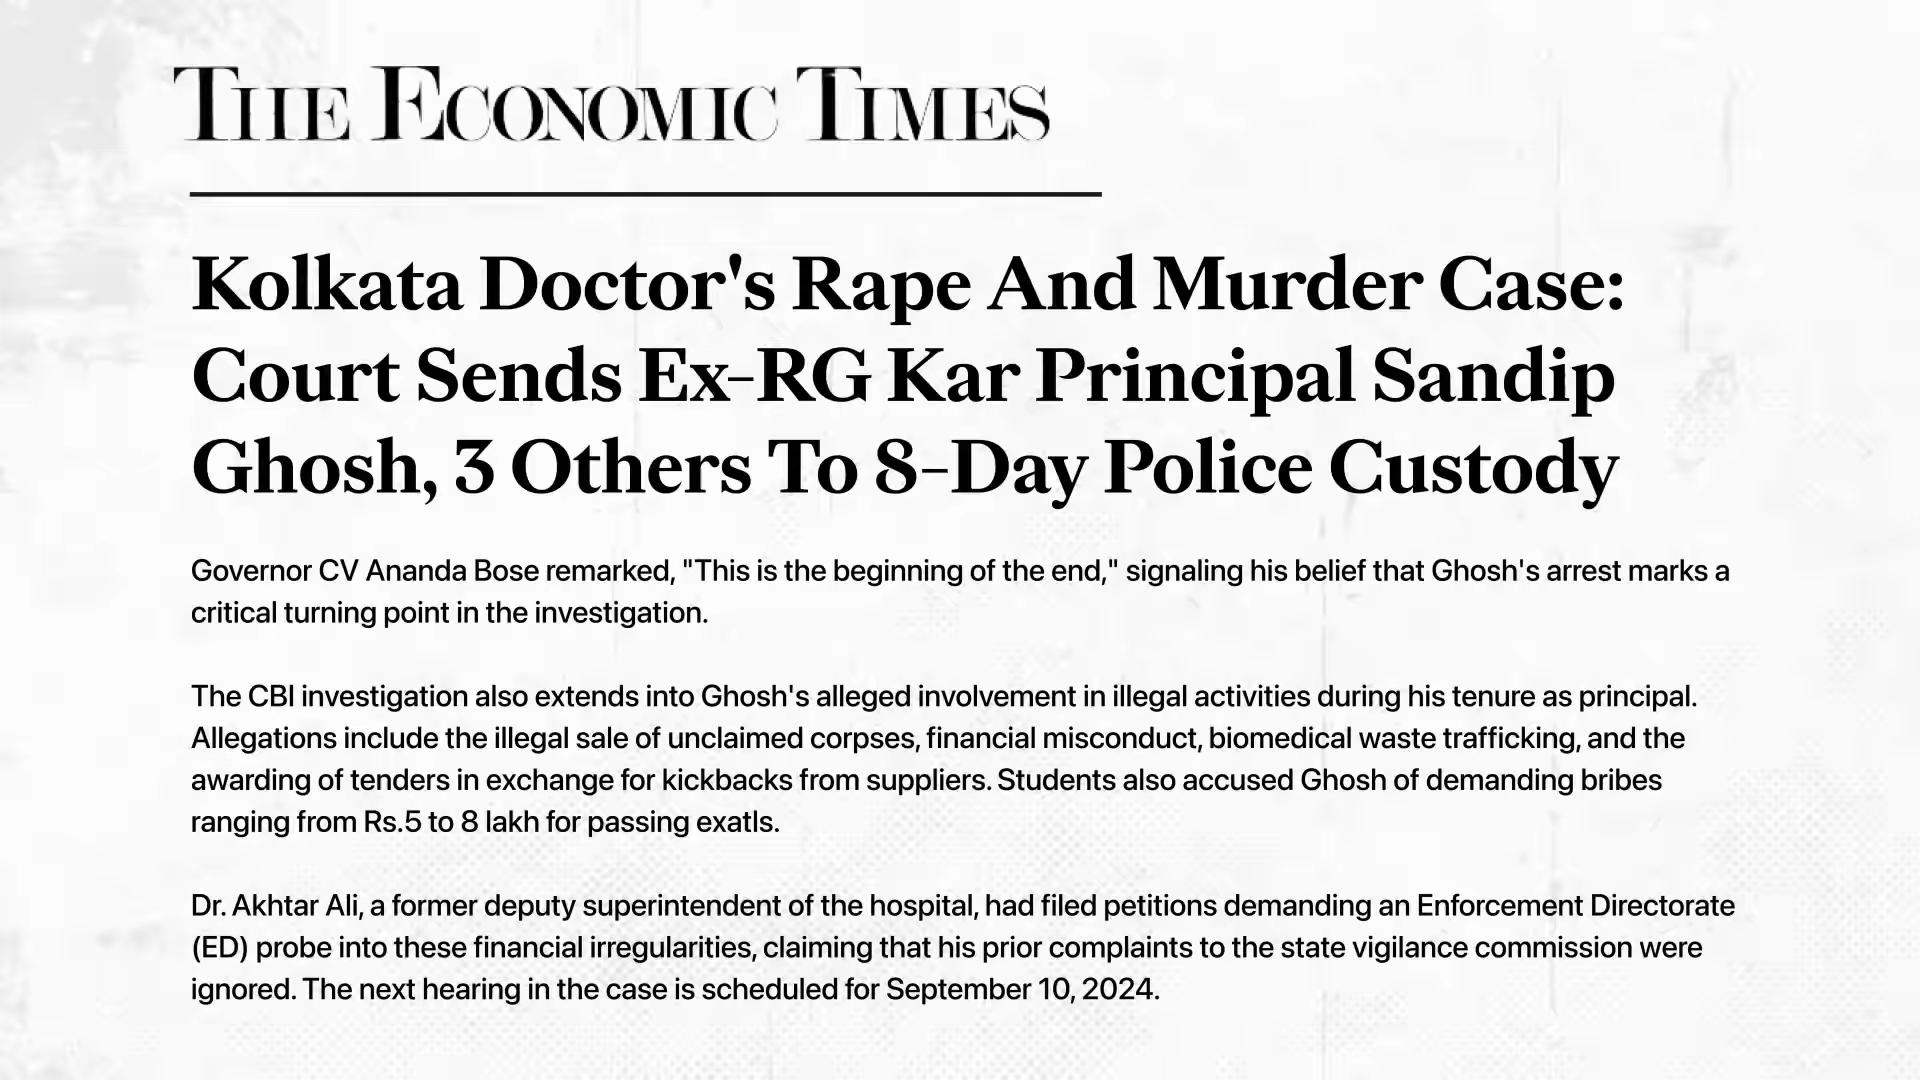 THE ECONOMIC TIMES
Kolkata Doctor's Rape And Murder Case:
Court Sends Ex-RG Kar Principal Sandip
Ghosh, 3 Others To 8-Day Police Custody
Governor CV Ananda Bose remarked, "This is the beginning of the end," signaling his belief that Ghosh's arrest marks a
critical turning point in the investigation.
The CBI investigation also extends into Ghosh's alleged involvement in illegal activities during his tenure as principal.
Allegations include the illegal sale of unclaimed corpses, financial misconduct, biomedical waste trafficking, and the
awarding of tenders in exchange for kickbacks from suppliers. Students also accused Ghosh of demanding bribes
ranging from Rs.5 to 8 lakh for passing exatls.
Dr. Akhtar Ali, a former deputy superintendent of the hospital, had filed petitions demanding an Enforcement Directorate
(ED) probe into these financial irregularities, claiming that his prior complaints to the state vigilance commission were
ignored. The next hearing in the case is scheduled for September 10, 2024.